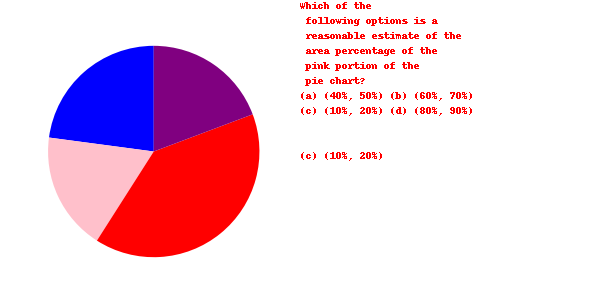 Which of the
following options is a
reasonable estimate of the
area percentage of the
pink portion of the
pie chart?
(a) (40%, 50%) (b) (60%, 70%)
(c) (10%, 20%) (d) (80%, 90%)
(c) (10%, 20%)